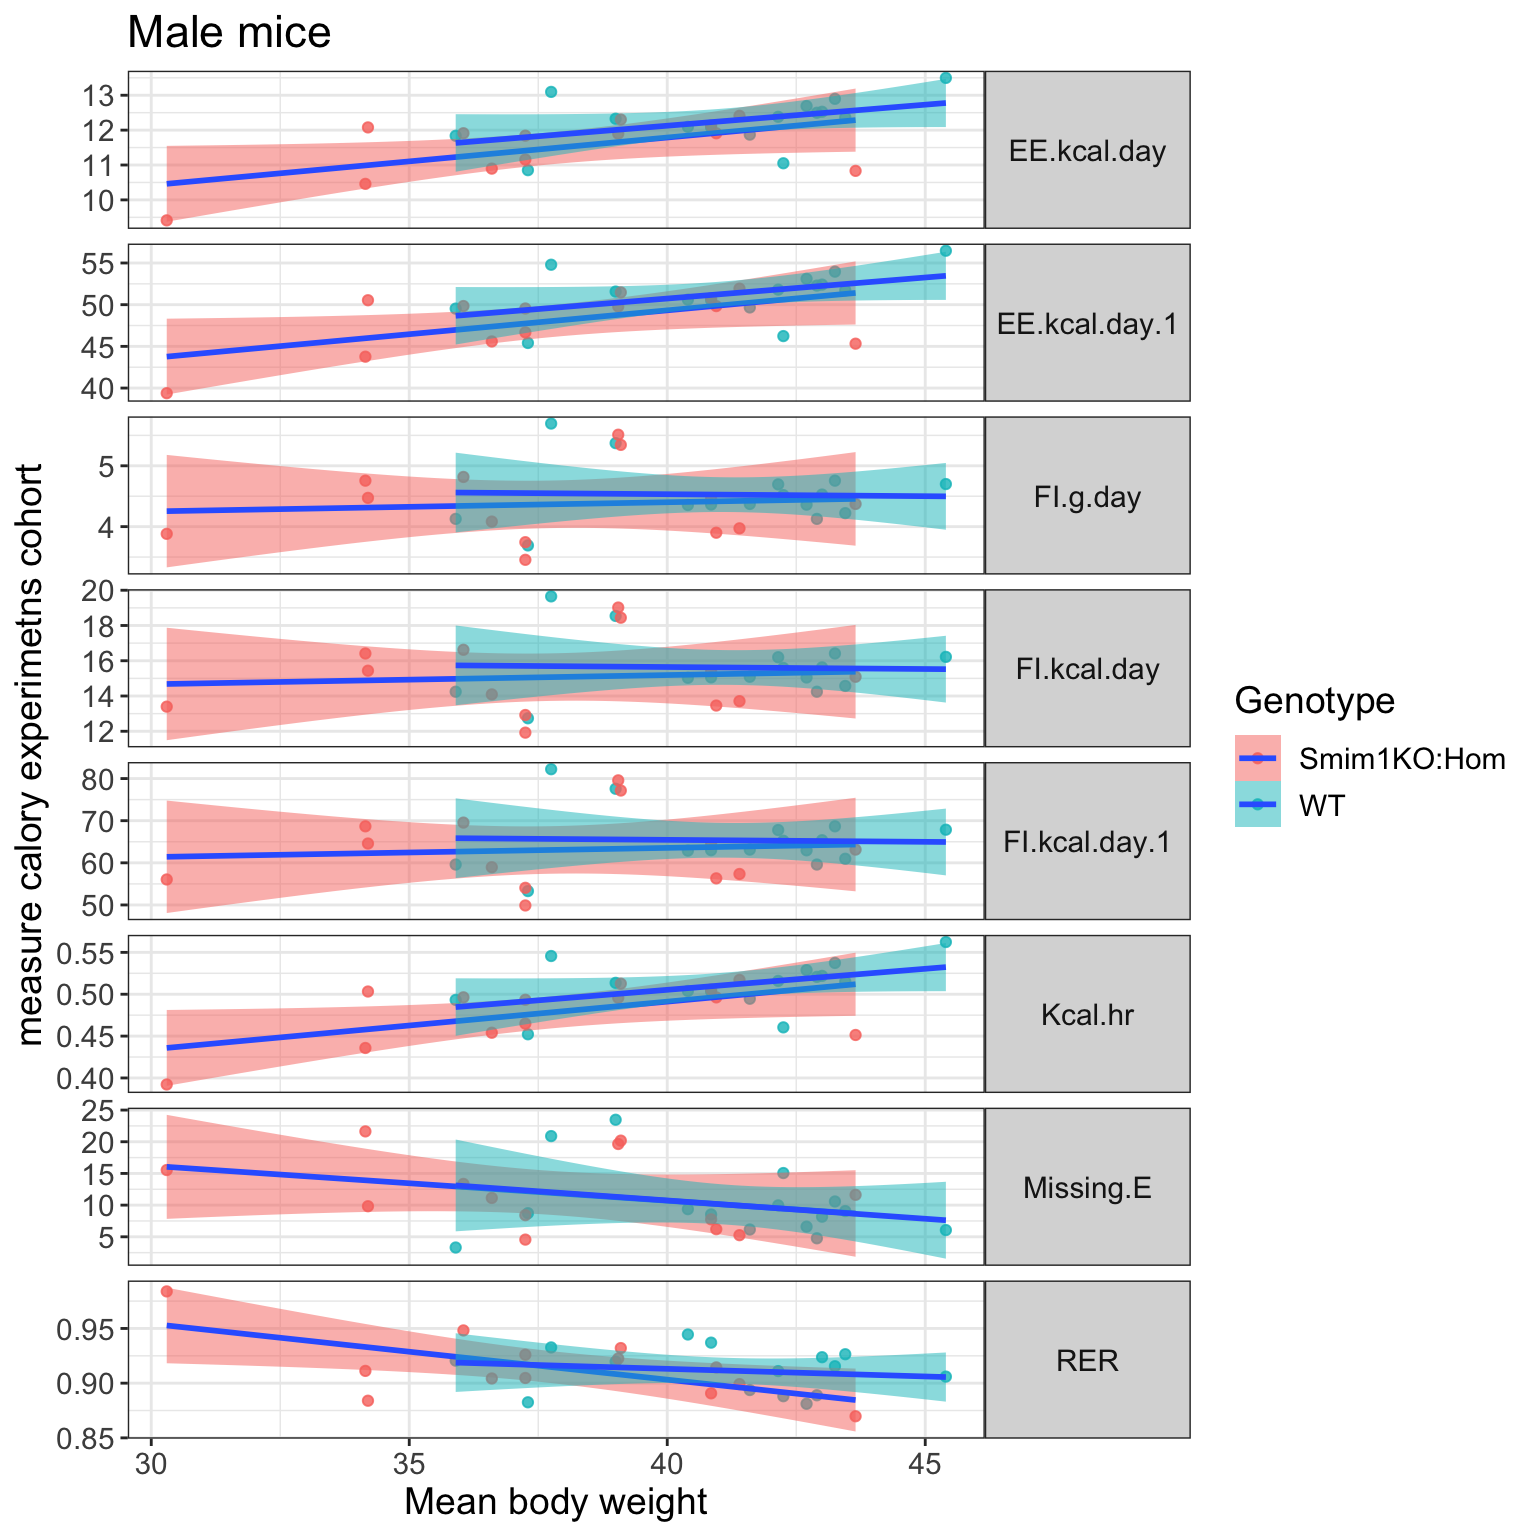 Male mice
13
12
11
10
EE.kcal.day
55
50
45
40
EE.kcal.day.1
5
4
FI.g.day
20
18
16
14
12
FI.kcal.day
80
70
60
50
FI.kcal.day.1
0.55
0.50
0.45
0.40
Kcal.hr
25
20
15
10
5
Missing.E
0.95
0.90
0.85
RER
30 35 40 45
Mean body weight
measure calory experimetns cohort
Genotype
Smim1KO:Hom
WT